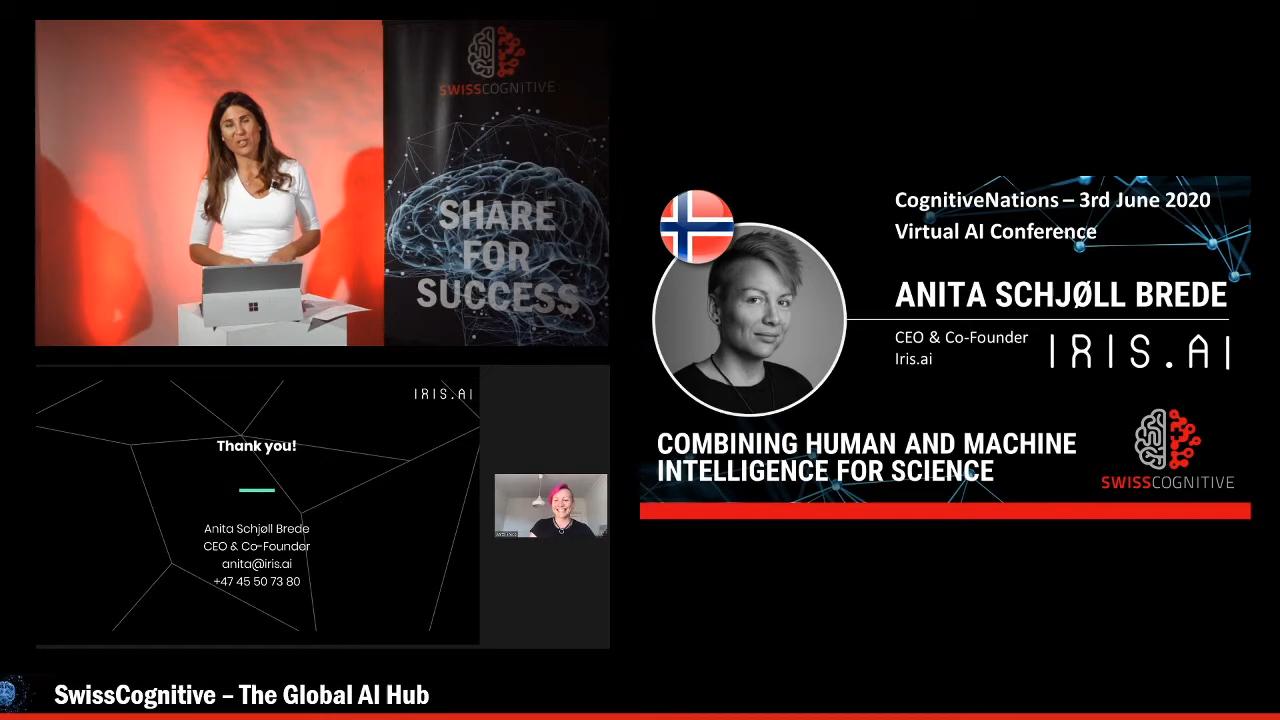 SWISSCOGNITIVE
SHARE
FOR
SUCCESS
IRIS.AI
Thank you!
Anita Schjøll Brede
CEO & Co-Founder
anita@iris.ai
+47 45 50 73 80
CognitiveNations – 3rd June 2020
Virtual AI Conference
ANITA SCHJØLL BREDE
CEO & Co-Founder
Iris.ai
IRIS.AI
COMBINING HUMAN AND MACHINE
INTELLIGENCE FOR SCIENCE
SWISSCOGNITIVE
SwissCognitive – The Global AI Hub